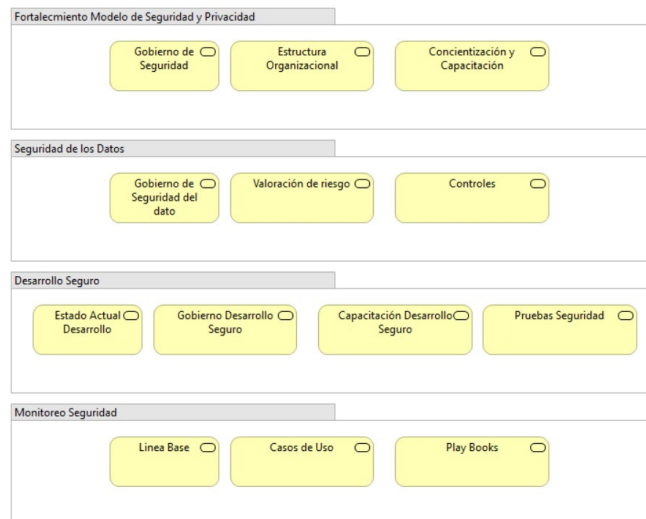 Fortalecmiento Modelo de Seguridad y Privacidad
Gobierno de
Seguridad
Estructura
Organizacional
Concientización y
Capacitación
Seguridad de los Datos
Gobierno de
Seguridad del
dato
Valoración de riesgo
Controles
Desarrollo Seguro
Estado Actual
Desarrollo
Gobierno Desarrollo
Seguro
Capacitación Desarrollo
Seguro
Pruebas Seguridad
Monitoreo Seguridad
Linea Base
Casos de Uso
Play Books